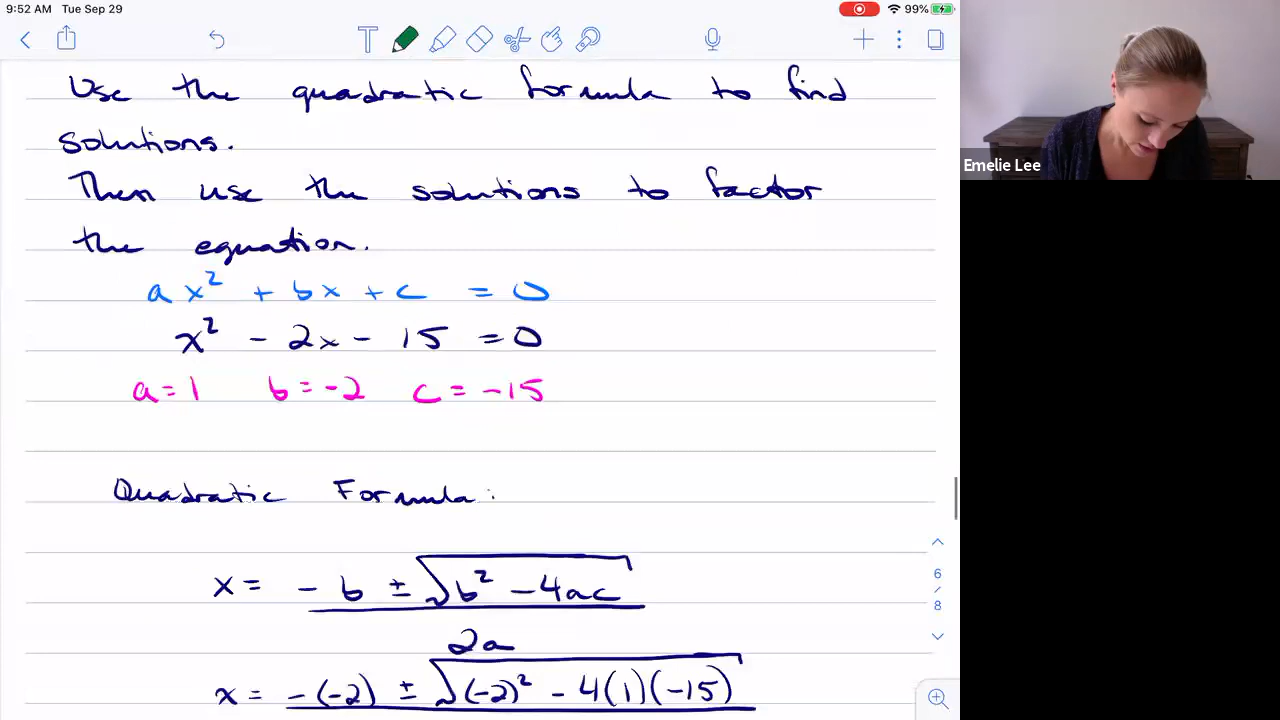 9:52 AM Tue Sep 29
99%
Use the quadratic formula to find
solutions.
Then use the solutions to factor
the equation.
ax² + bx + c = 0
x² - 2x - 15 = 0
a = 1 b = -2 c = -15
Quadratic Formula:
x = -b ± √(b² - 4ac)
2a
x = -(-2) ± √((-2)² - 4(1)(-15))
6
/
8
Emelie Lee